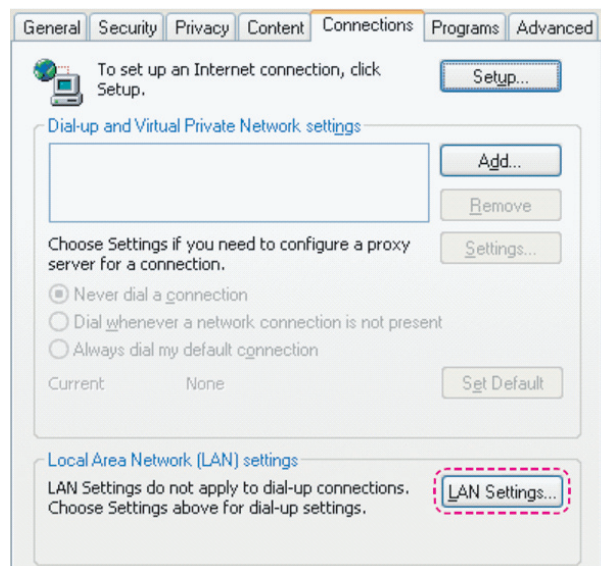 General Security Privacy Content Connections Programs Advanced
To set up an Internet connection, click
Setup.
Setup...
Dial-up and Virtual Private Network settings
Add...
Remove
Choose Settings if you need to configure a proxy
server for a connection.
Settings...
Never dial a connection
Dial whenever a network connection is not present
Always dial my default connection
Current None
Set Default
Local Area Network (LAN) settings
LAN Settings do not apply to dial-up connections.
Choose Settings above for dial-up settings.
LAN Settings...